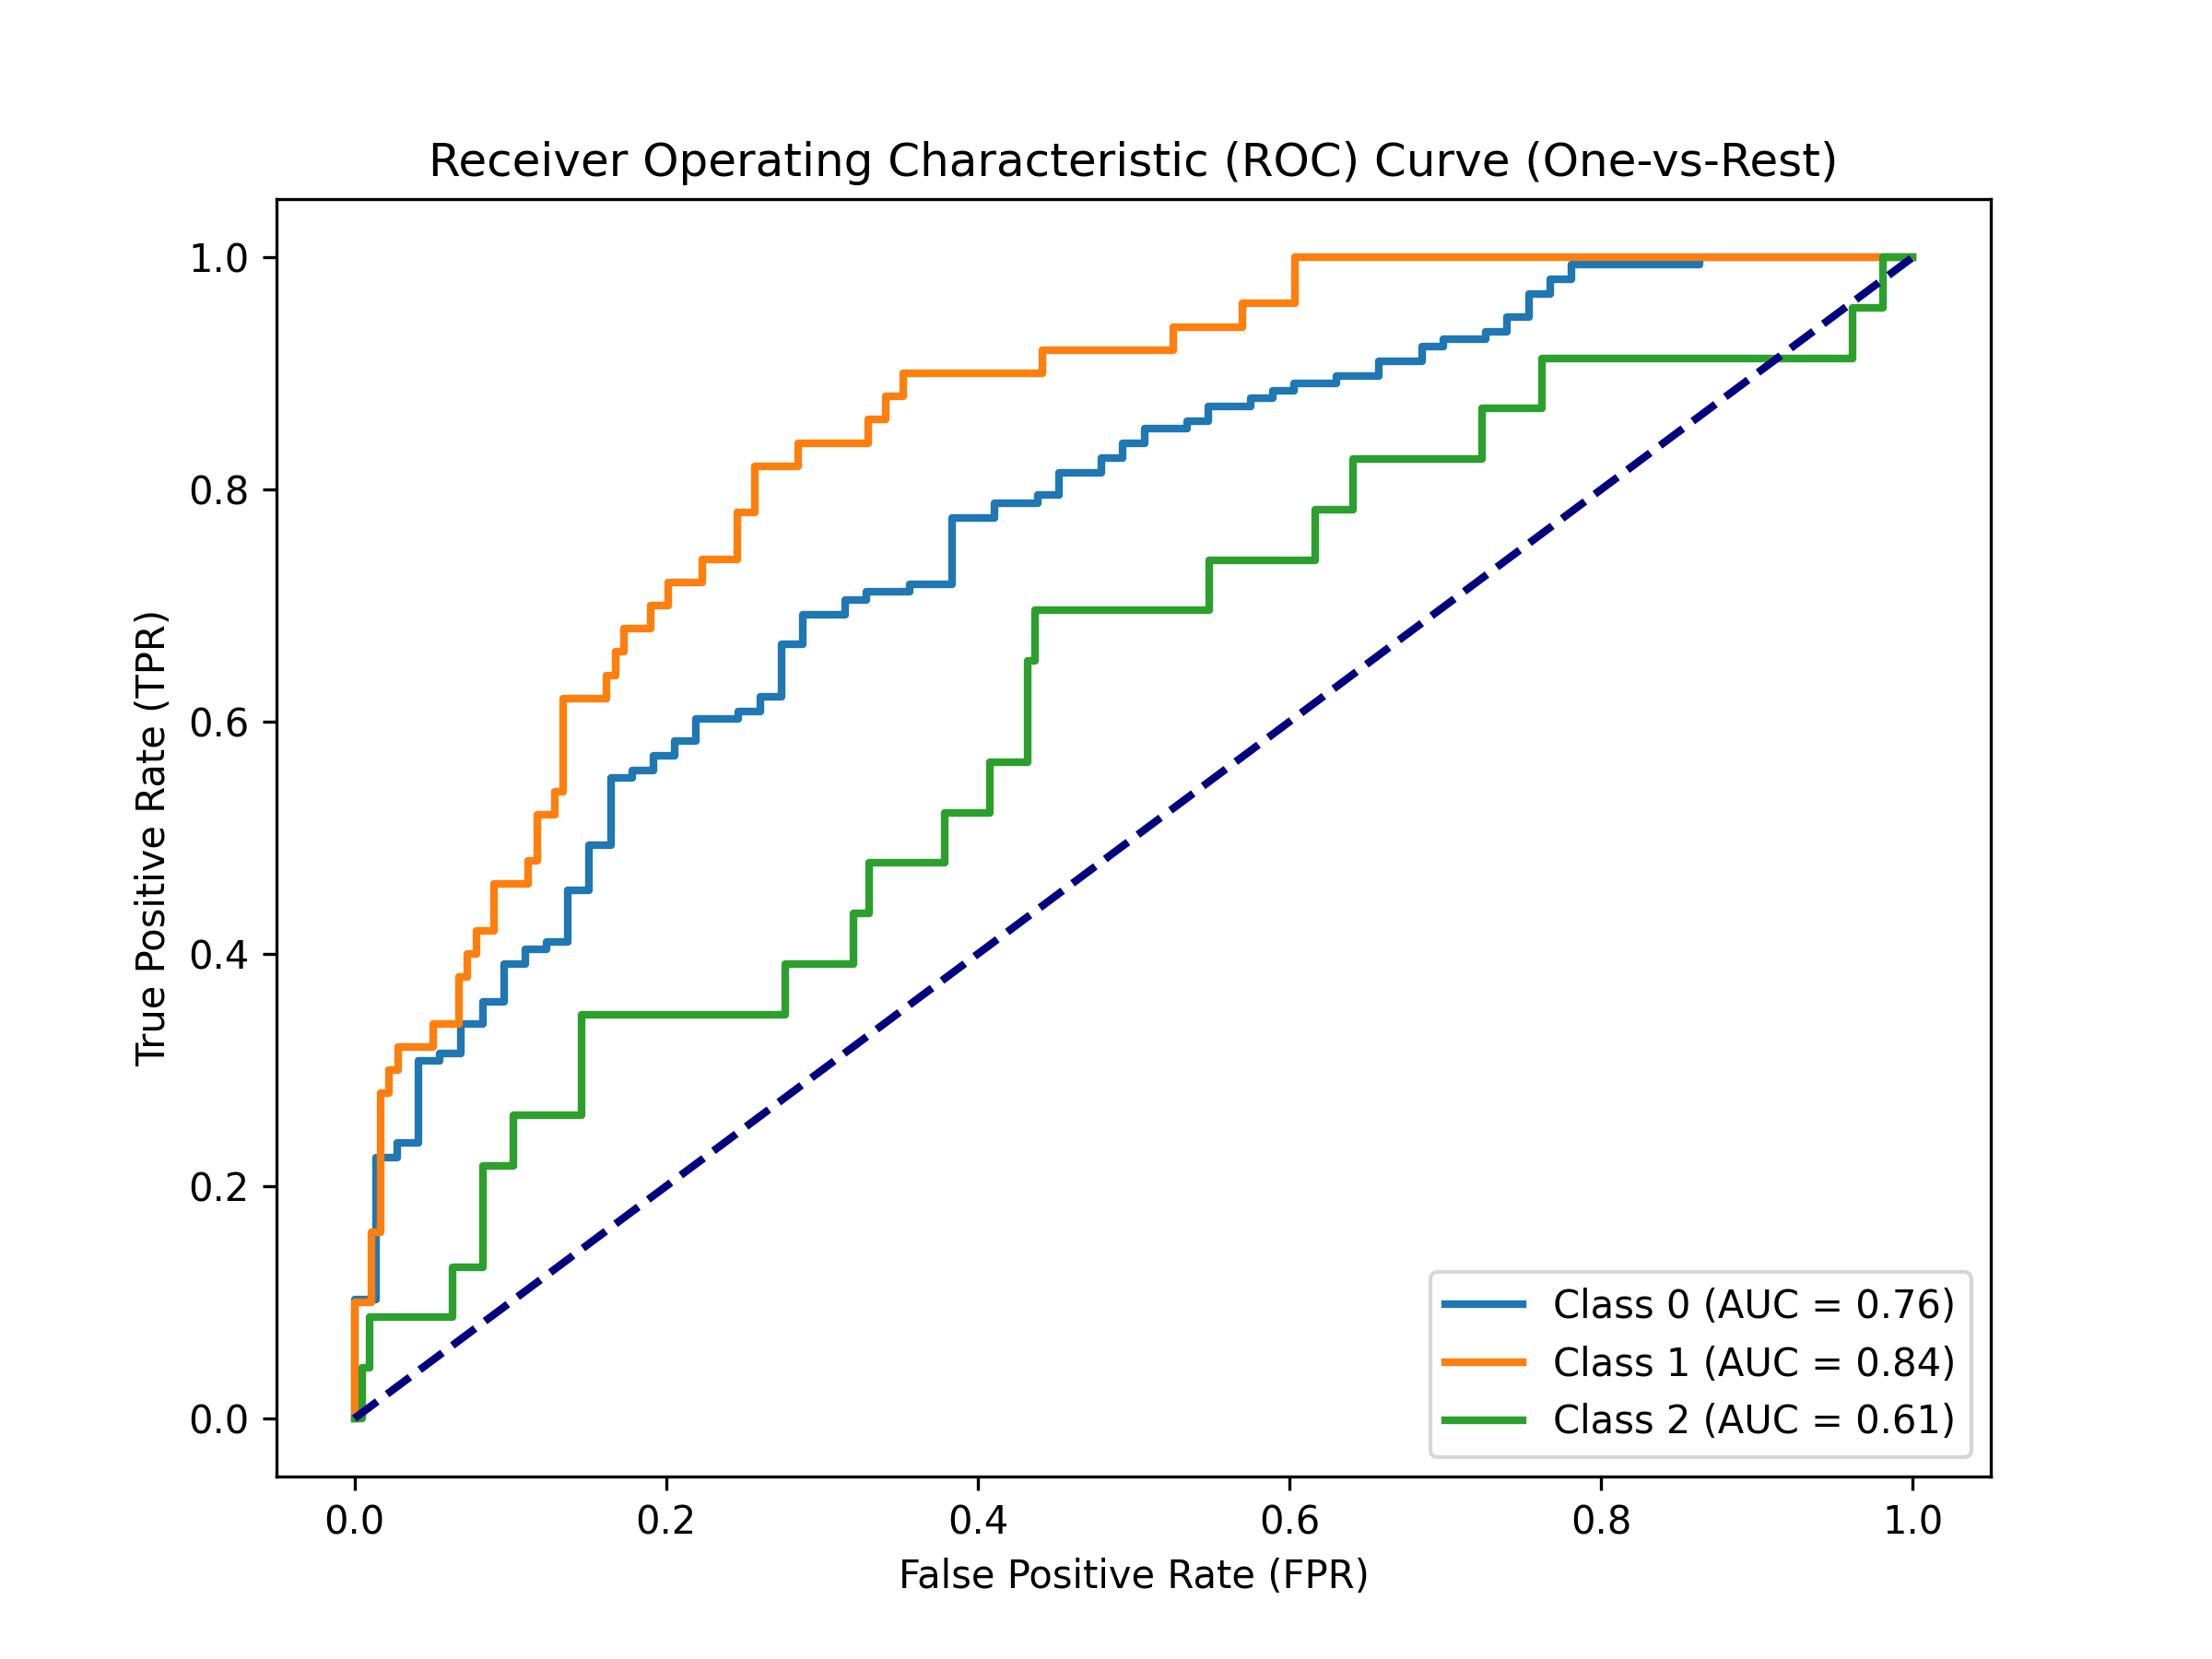 Receiver Operating Characteristic (ROC) Curve (One-vs-Rest)
True Positive Rate (TPR)
1.0
0.8
0.6
0.4
0.2
0.0
0.0 0.2 0.4 0.6 0.8 1.0
False Positive Rate (FPR)
Class 0 (AUC = 0.76)
Class 1 (AUC = 0.84)
Class 2 (AUC = 0.61)